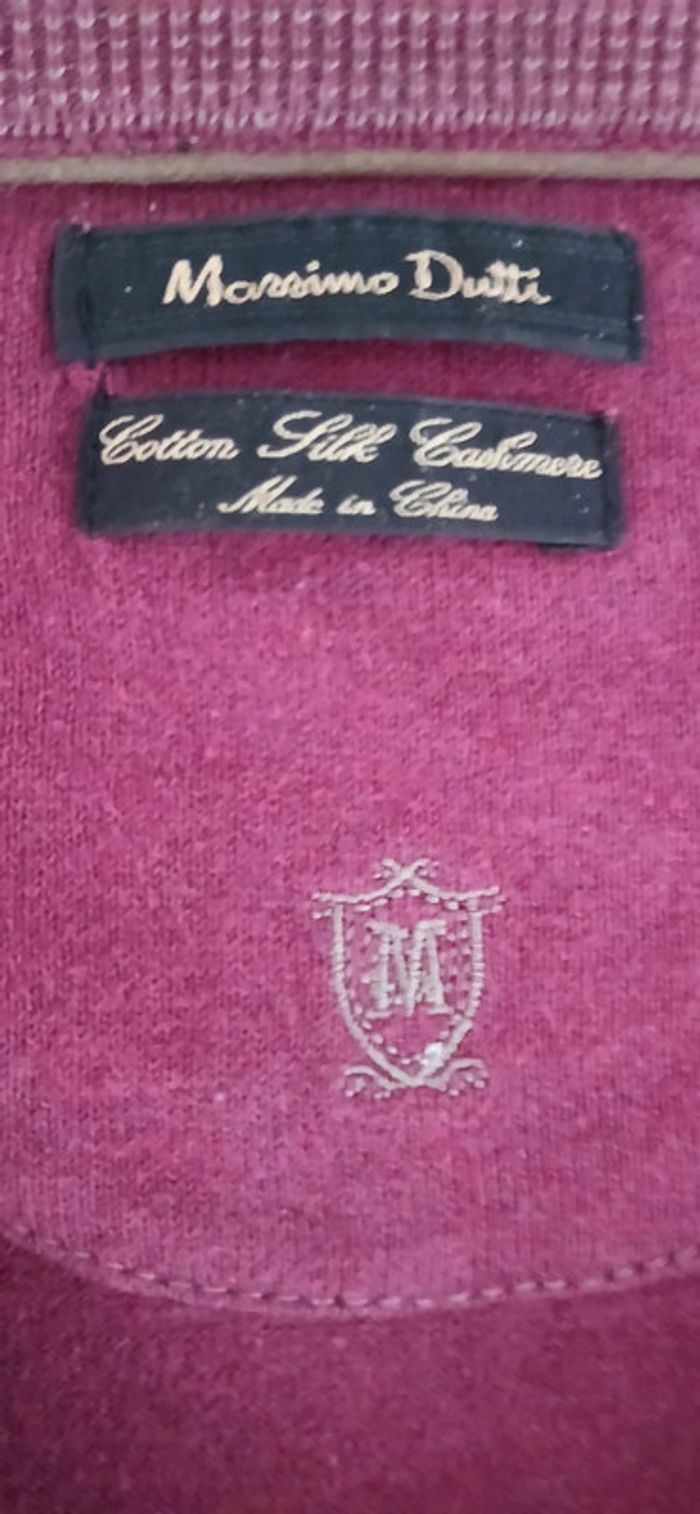 Massimo Dutti
Cotton Silk Cashmere
Made in China
M